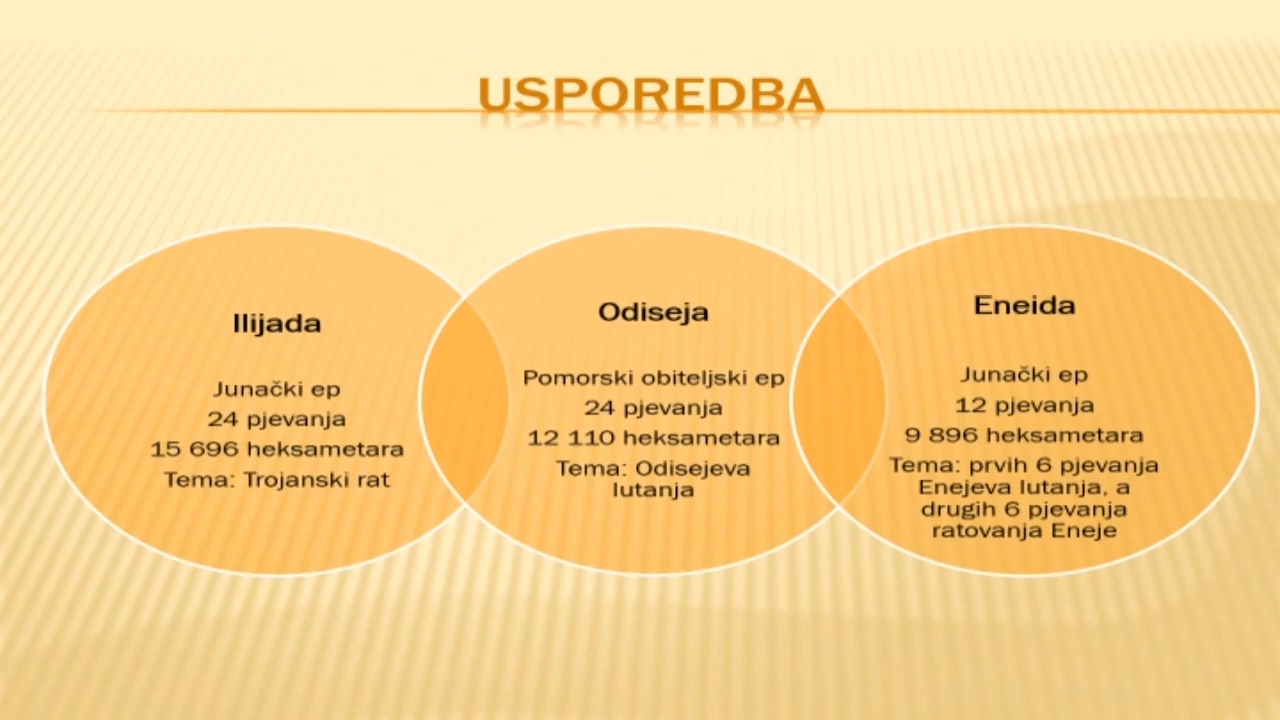 USPOREDBA
Ilijada
Junački ep
24 pjevanja
15 696 heksametara
Tema: Trojanski rat
Odiseja
Pomorski obiteljski ep
24 pjevanja
12 110 heksametara
Tema: Odisejeva
lutanja
Eneida
Junački ep
12 pjevanja
9 896 heksametara
Tema: prvih 6 pjevanja
Enejeva lutanja, a
drugih 6 pjevanja
ratovanja Eneje